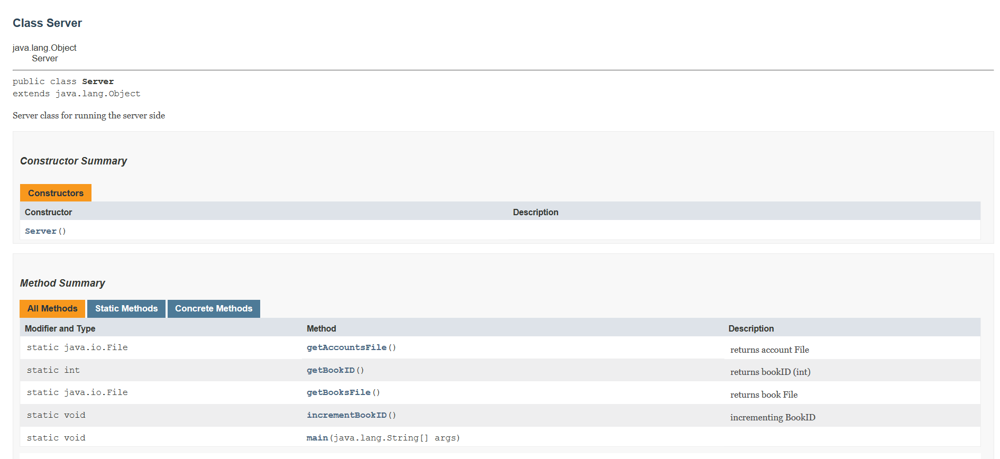 Class Server
java.lang.Object
Server
public class Server
extends java.lang.Object
Server class for running the server side
Constructor Summary
Constructors
Constructor Description
Server()
Method Summary
All Methods Static Methods Concrete Methods
Modifier and Type Method Description
static java.io.File getAccountsFile() returns account File
static int getBookID() returns bookID (int)
static java.io.File getBooksFile() returns book File
static void incrementBookID() incrementing BookID
static void main(java.lang.String[] args)